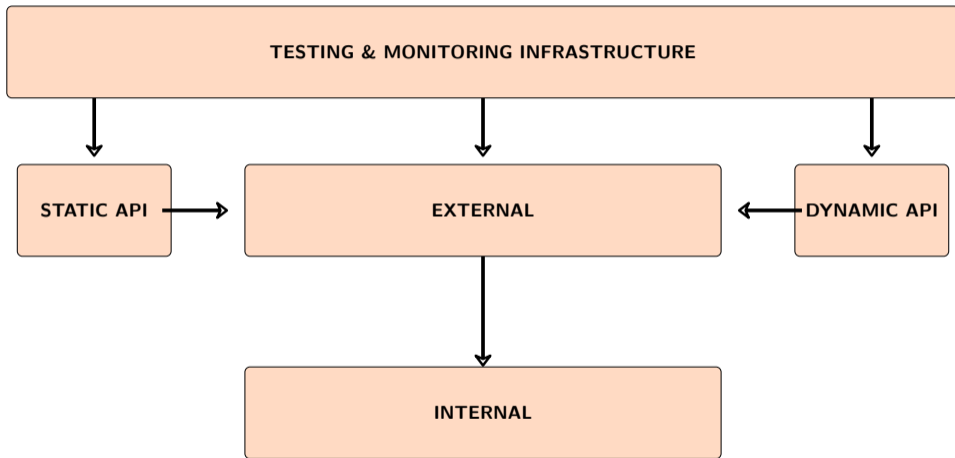 TESTING & MONITORING INFRASTRUCTURE
STATIC API
EXTERNAL
DYNAMIC API
INTERNAL